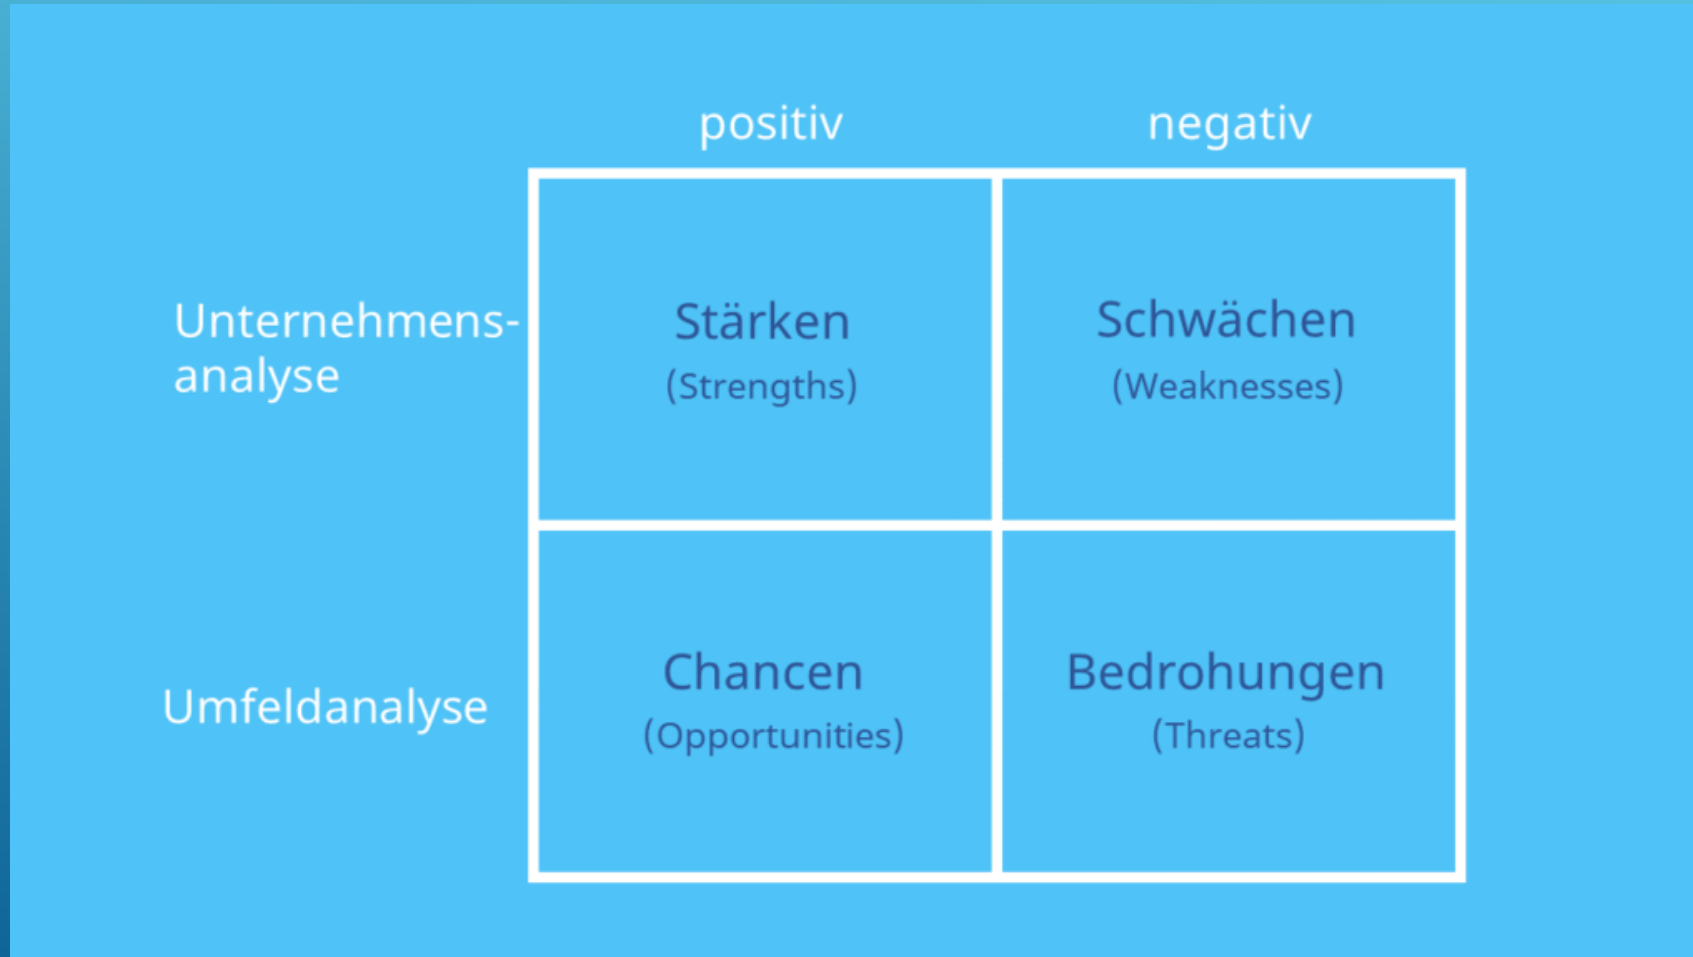 positiv negativ
Unternehmens-
analyse
Stärken
(Strengths)
Schwächen
(Weaknesses)
Umfeldanalyse
Chancen
(Opportunities)
Bedrohungen
(Threats)